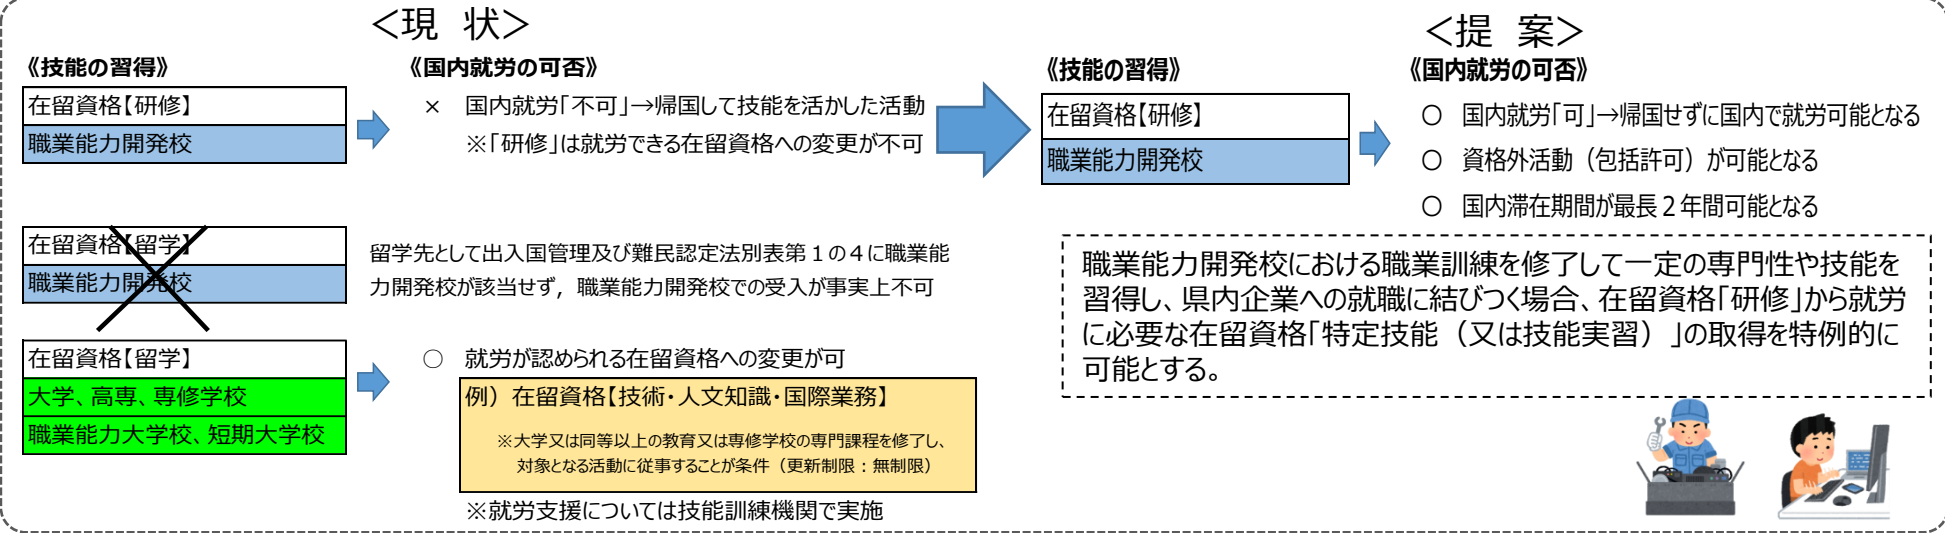 ＜現　状＞
《技能の習得》
《国内就労の可否》
在留資格【研修】
職業能力開発校
×　国内就労「不可」→帰国して技能を活かした活動
※「研修」は就労できる在留資格への変更が不可
在留資格【留学】
職業能力開発校
留学先として出入国管理及び難民認定法別表第１の４に職業能
力開発校が該当せず，職業能力開発校での受入が事実上不可
在留資格【留学】
大学、高専、専修学校
職業能力大学校、短期大学校
○　就労が認められる在留資格への変更が可
例）在留資格【技術・人文知識・国際業務】
※大学又は同等以上の教育又は専修学校の専門課程を修了し、
対象となる活動に従事することが条件（更新制限：無制限）
※就労支援については技能訓練機関で実施
＜提　案＞
《技能の習得》
《国内就労の可否》
在留資格【研修】
職業能力開発校
〇　国内就労「可」→帰国せずに国内で就労可能となる
〇　資格外活動（包括許可）が可能となる
〇　国内滞在期間が最長２年間可能となる
職業能力開発校における職業訓練を修了して一定の専門性や技能を
習得し、県内企業への就職に結びつく場合、在留資格「研修」から就労
に必要な在留資格「特定技能（又は技能実習）」の取得を特例的に
可能とする。